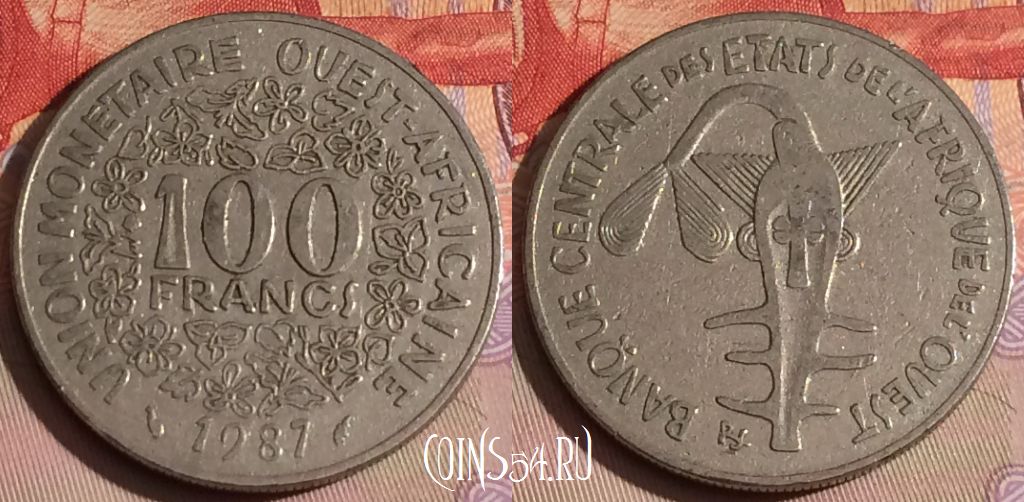 UNION MONETAIRE OUEST-AFRICAINE
100
FRANCS
1987
BANQUE CENTRALE DES ETATS DE L'AFRIQUE DE L'OUEST
COINS54.RU